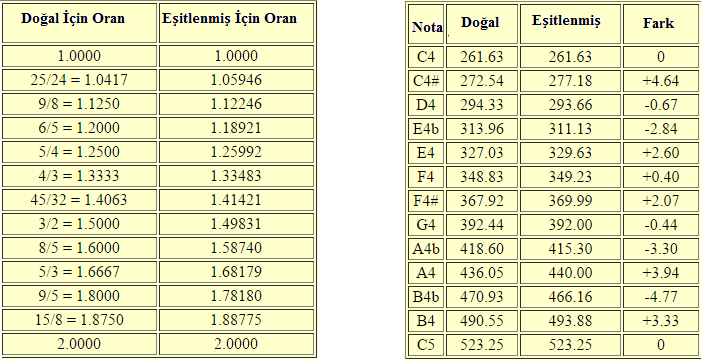 Doğal İçin Oran Eşitlenmiş İçin Oran
1.0000 1.0000
25/24 = 1.0417 1.05946
9/8 = 1.1250 1.12246
6/5 = 1.2000 1.18921
5/4 = 1.2500 1.25992
4/3 = 1.3333 1.33483
45/32 = 1.4063 1.41421
3/2 = 1.5000 1.49831
8/5 = 1.6000 1.58740
5/3 = 1.6667 1.68179
9/5 = 1.8000 1.78180
15/8 = 1.8750 1.88775
2.0000 2.0000
Nota Doğal Eşitlenmiş Fark
C4 261.63 261.63 0
C4# 272.54 277.18 +4.64
D4 294.33 293.66 -0.67
E4b 313.96 311.13 -2.84
E4 327.03 329.63 +2.60
F4 348.83 349.23 +0.40
F4# 367.92 369.99 +2.07
G4 392.44 392.00 -0.44
A4b 418.60 415.30 -3.30
A4 436.05 440.00 +3.94
B4b 470.93 466.16 -4.77
B4 490.55 493.88 +3.33
C5 523.25 523.25 0